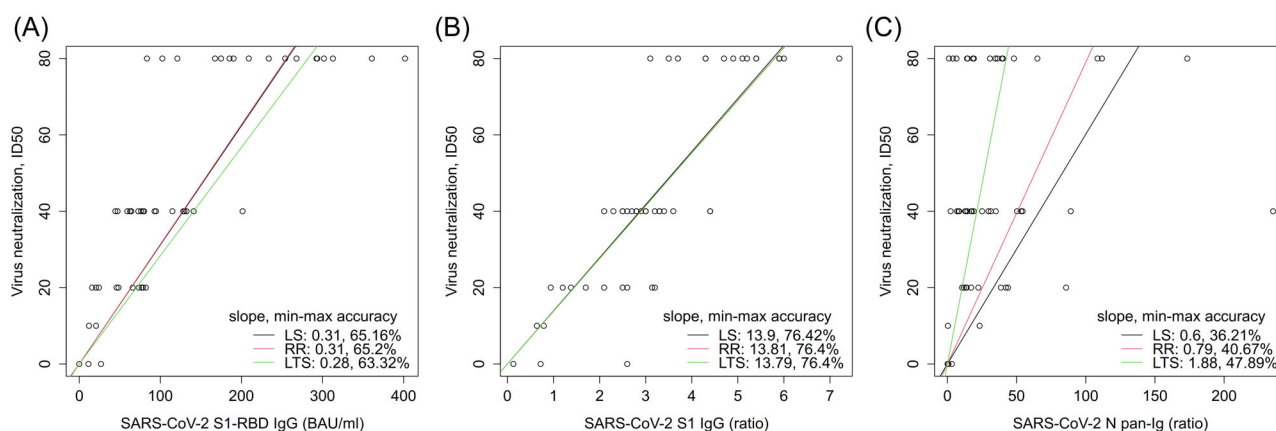 (A)
Virus neutralization, ID50
80
60
40
20
0
slope, min-max accuracy
LS: 0.31, 65.16%
RR: 0.31, 65.2%
LTS: 0.28, 63.32%
0 100 200 300 400
SARS-CoV-2 S1-RBD IgG (BAU/ml)
(B)
Virus neutralization, ID50
80
60
40
20
0
slope, min-max accuracy
LS: 13.9, 76.42%
RR: 13.81, 76.4%
LTS: 13.79, 76.4%
0 1 2 3 4 5 6 7
SARS-CoV-2 S1 IgG (ratio)
(C)
Virus neutralization, ID50
80
60
40
20
0
slope, min-max accuracy
LS: 0.6, 36.21%
RR: 0.79, 40.67%
LTS: 1.88, 47.89%
0 50 100 150 200
SARS-CoV-2 N pan-Ig (ratio)